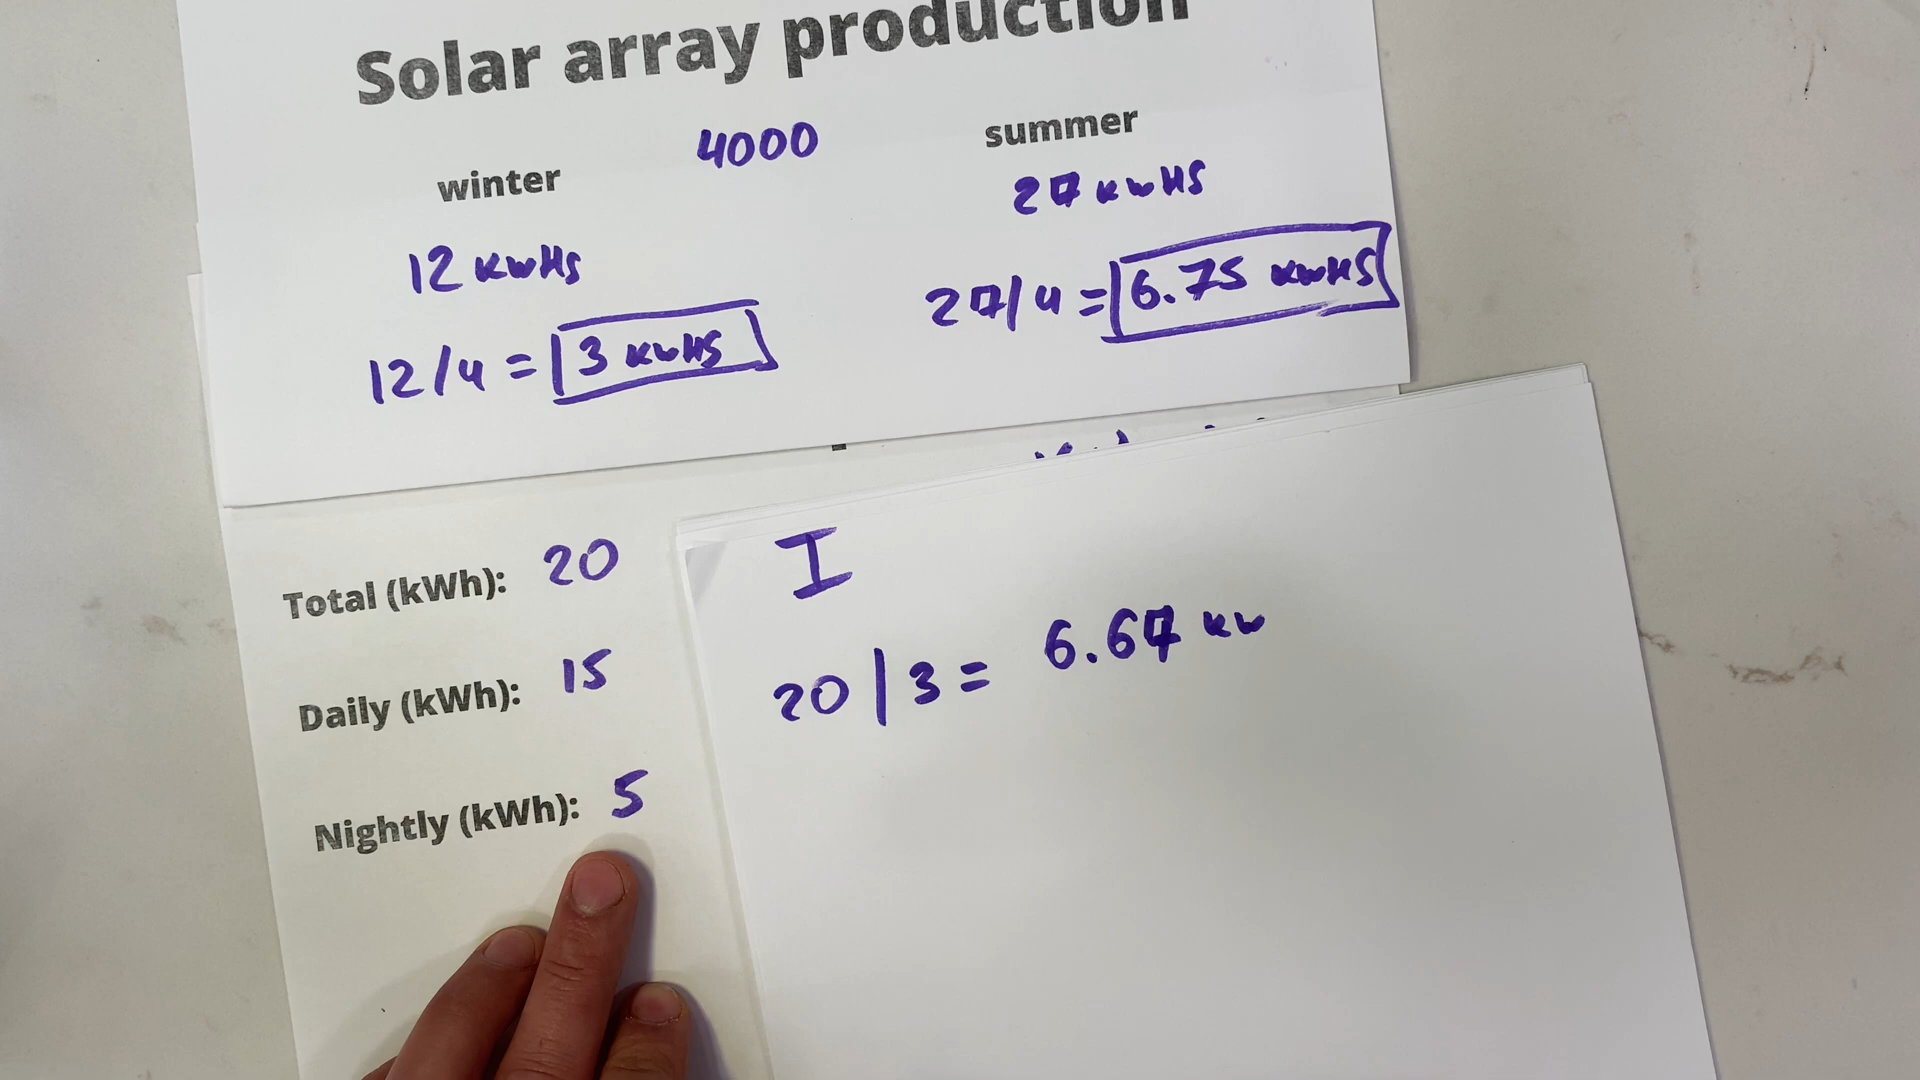 Solar array production
4000
winter
summer
12 KWHS
27 KWHS
12/4 = 3 KWHS
27/4 = 6.75 KWHS
Total (kWh): 20
Daily (kWh): 15
Nightly (kWh): 5
I
20/3 = 6.67 KW